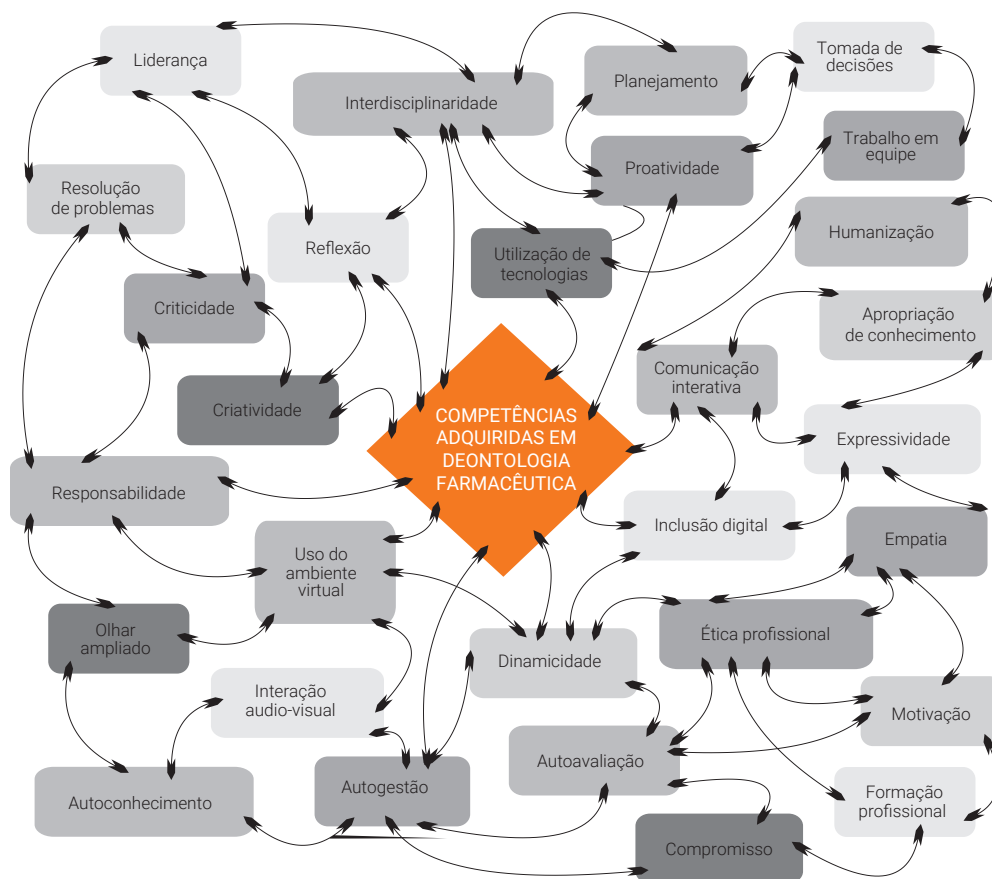 Liderança
Interdisciplinaridade
Planejamento
Tomada de
decisões
Trabalho em
equipe
Proatividade
Resolução
de problemas
Reflexão
Utilização de
tecnologias
Humanização
Criticidade
Apropriação
de conhecimento
Comunicação
interativa
Criatividade
COMPETÊNCIAS
ADQUIRIDAS EM
DEONTOLOGIA
FARMACÊUTICA
Expressividade
Responsabilidade
Inclusão digital
Empatia
Uso do
ambiente
virtual
Olhar
ampliado
Dinamicidade
Ética profissional
Interação
audio-visual
Motivação
Autoconhecimento
Autogestão
Autoavaliação
Formação
profissional
Compromisso